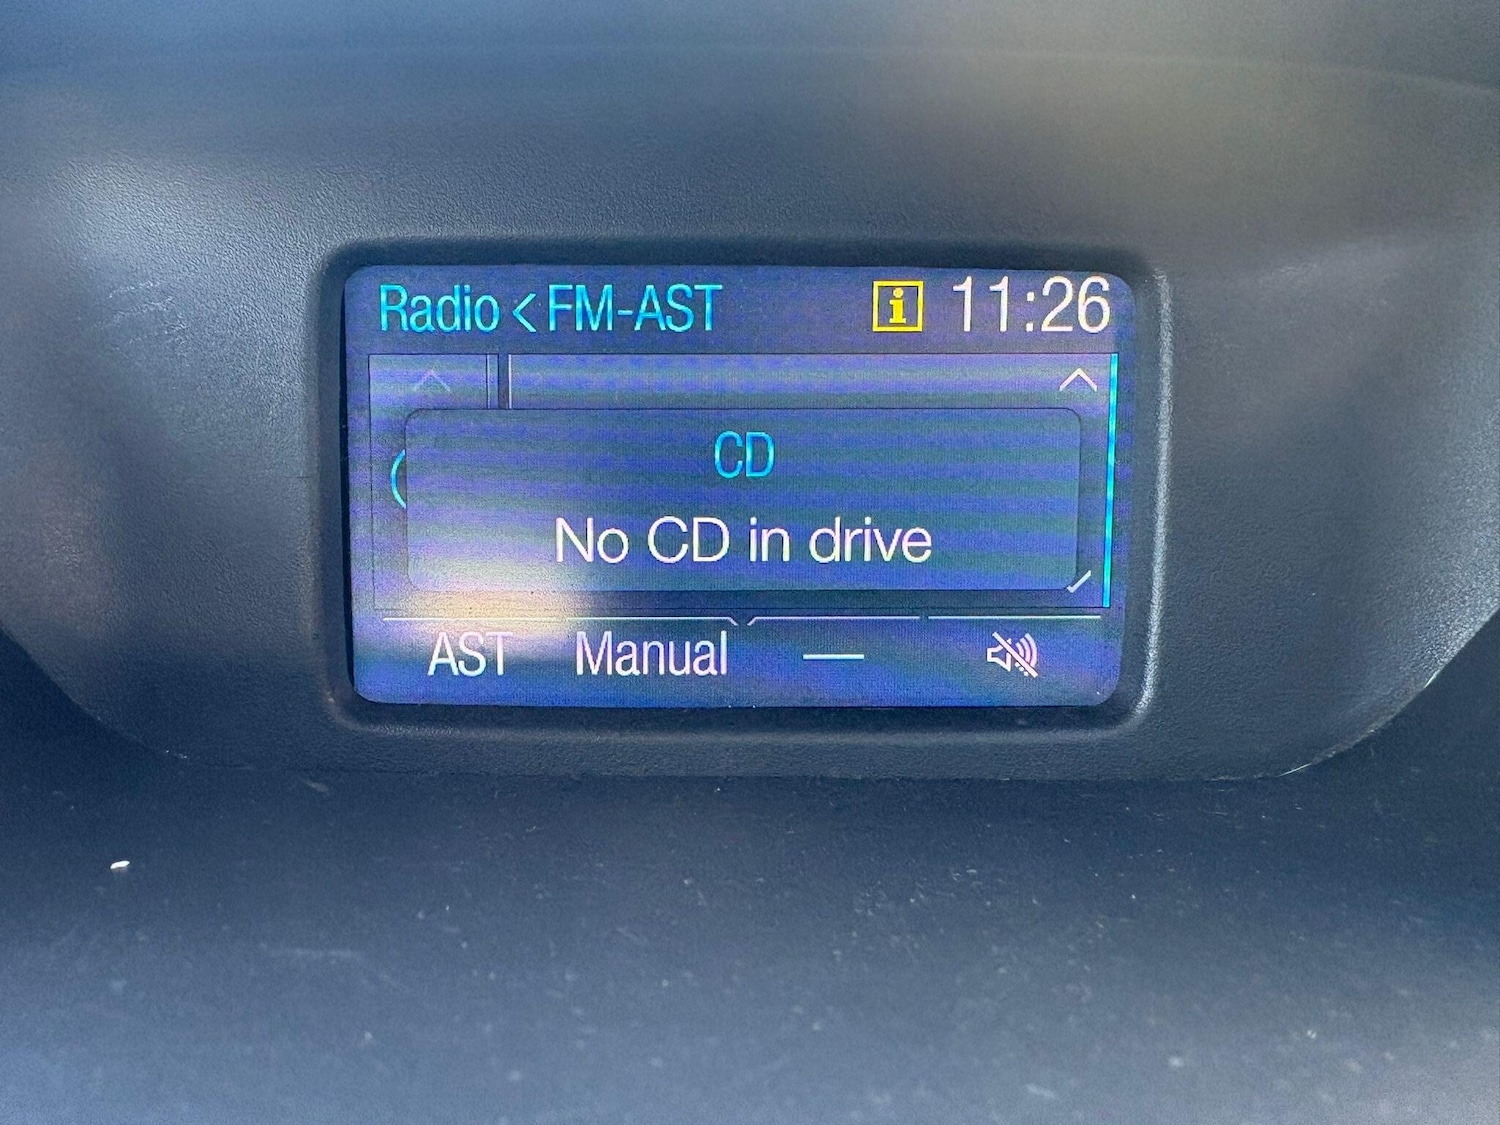 Radio < FM-AST i 11:26
CD
No CD in drive
AST Manual —